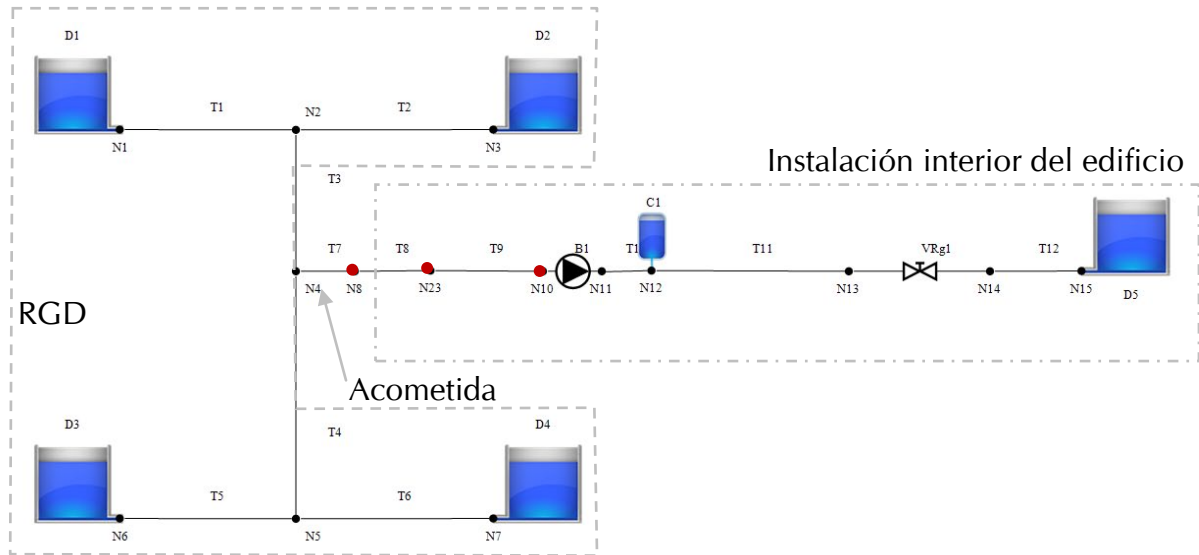 D1
D2
T1
N2
T2
N1
N3
Instalación interior del edificio
T3
C1
T7
T8
T9
B1
T1
T11
VRg1
T12
N4
N8
N23
N10
N11
N12
N13
N14
N15
D5
RGD
Acometida
D3
T4
D4
T5
T6
N6
N5
N7